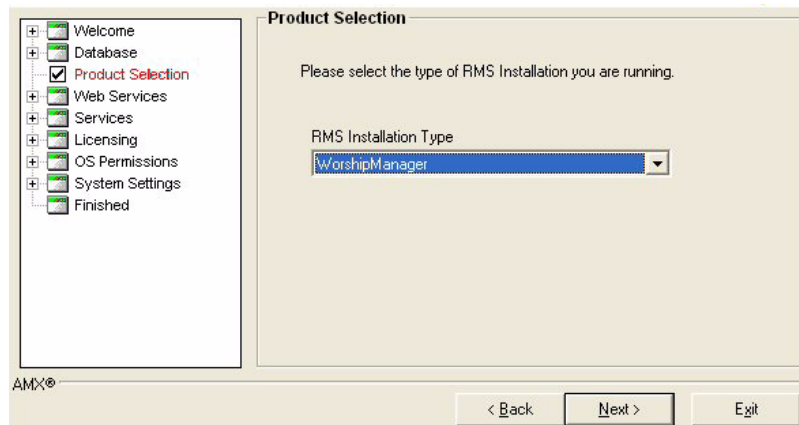 Welcome
Database
Product Selection
Web Services
Services
Licensing
OS Permissions
System Settings
Finished
Product Selection
Please select the type of RMS Installation you are running.
RMS Installation Type
WorshipManager
AMX®
< Back
Next >
Exit